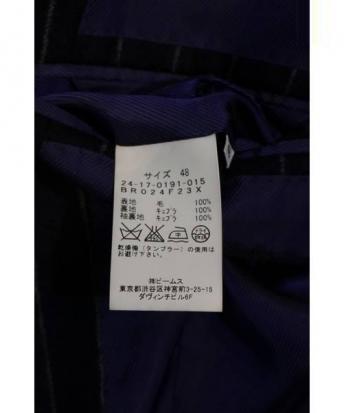 サイズ 48
24-17-0191-015
BR024F23X
表地 毛 100%
裏地 キュプラ 100%
袖裏地 キュプラ 100%
乾燥機(タンブラー)の使用は
お避け下さい
㈱ビームス
東京都渋谷区神宮前3-25-15
ダヴィンチビル6F